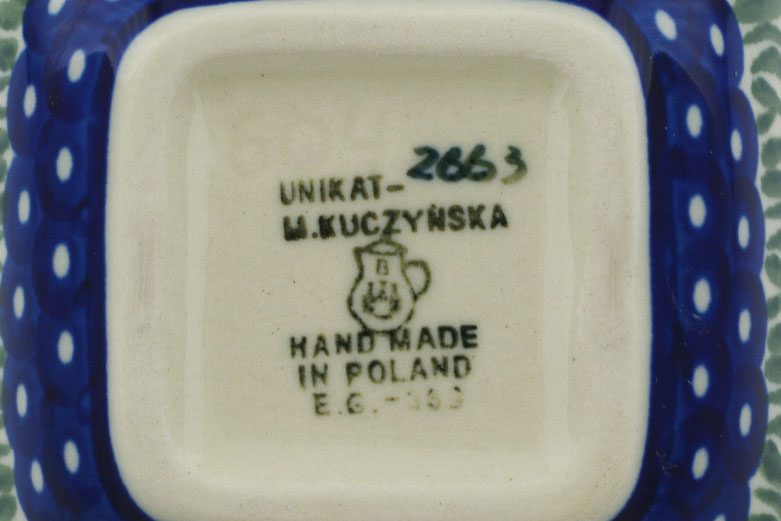 UNIKAT-2663
M.KUCZYŃSKA
B
HAND MADE
IN POLAND
E.G.-